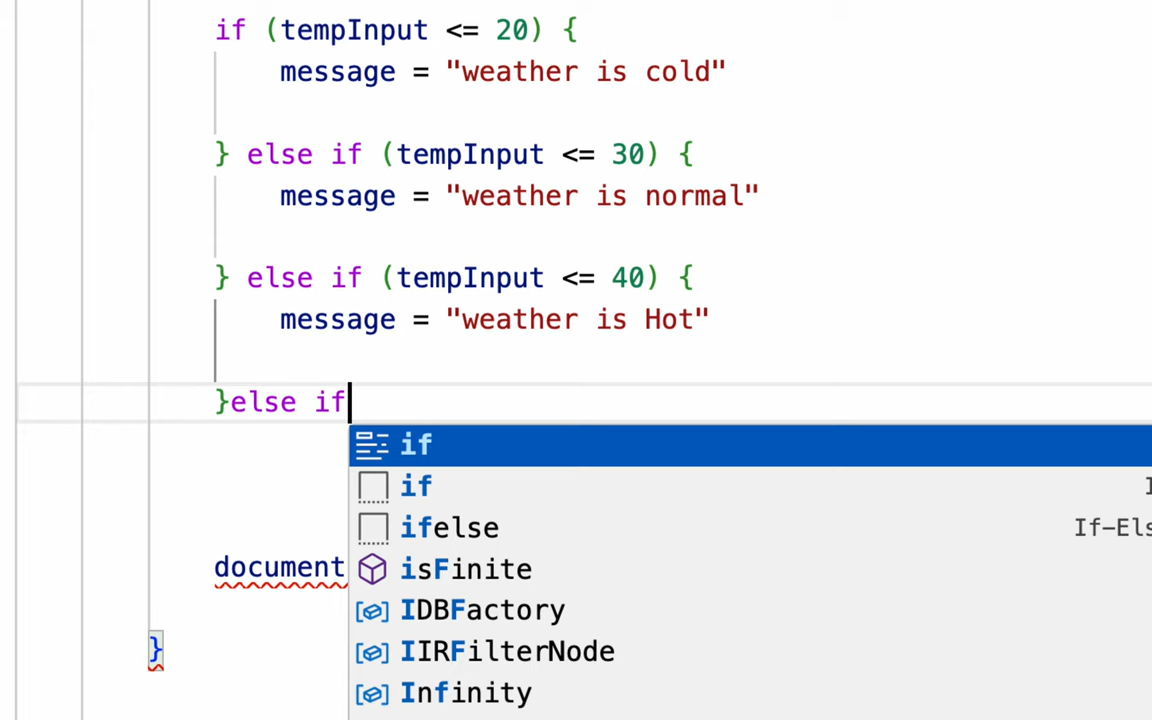 if (tempInput <= 20) {
message = "weather is cold"
} else if (tempInput <= 30) {
message = "weather is normal"
} else if (tempInput <= 40) {
message = "weather is Hot"
}else if
if
if
ifelse If-Els
isFinite
document
IDBFactory
IIRFilterNode
}
Infinity